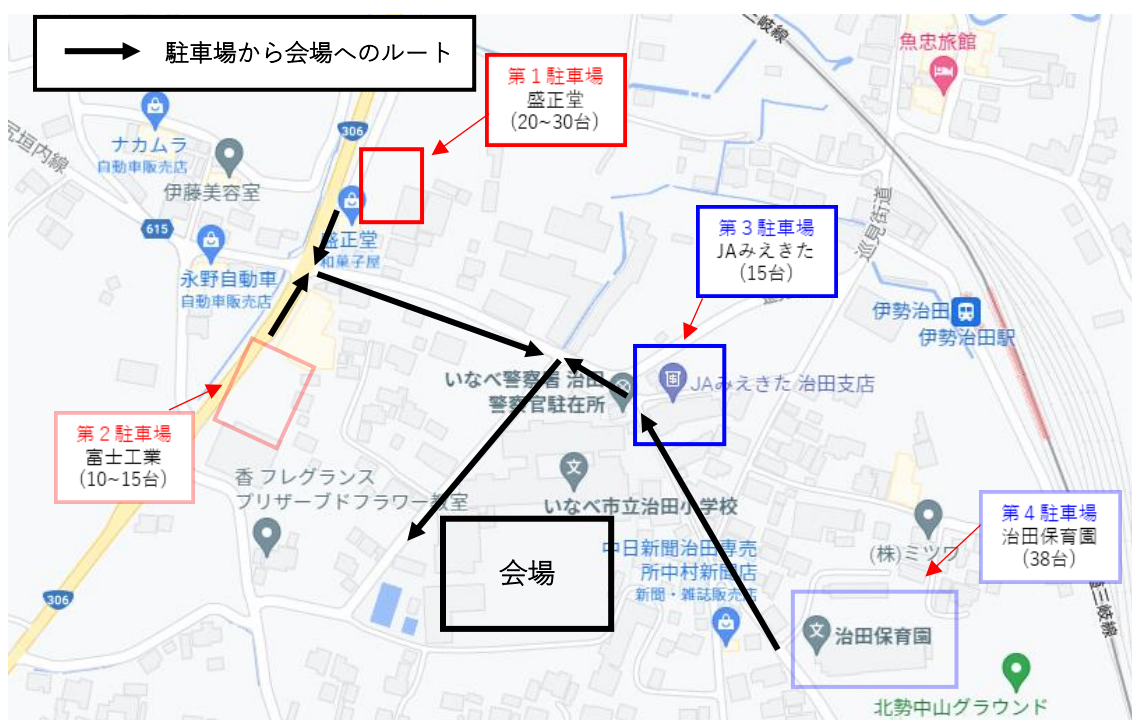 駐車場から会場へのルート
三岐線
魚忠旅館
第1駐車場
盛正堂
(20~30台)
306
ナカムラ
自動車販売店
尻垣内線
伊藤美容室
615
盛正堂
和菓子屋
永野自動車
自動車販売店
第3駐車場
JAみえきた
(15台)
巡見街道
伊勢治田
伊勢治田駅
いなべ警察署 治田
警察官駐在所
JAみえきた 治田支店
第2駐車場
富士工業
(10~15台)
香 フレグランス
プリザーブドフラワー教室
いなべ市立治田小学校
第4駐車場
治田保育園
(38台)
(株)ミツワ
中日新聞治田専売
所中村新聞店
新聞・雑誌販売店
会場
306
三岐線
治田保育園
北勢中山グラウンド